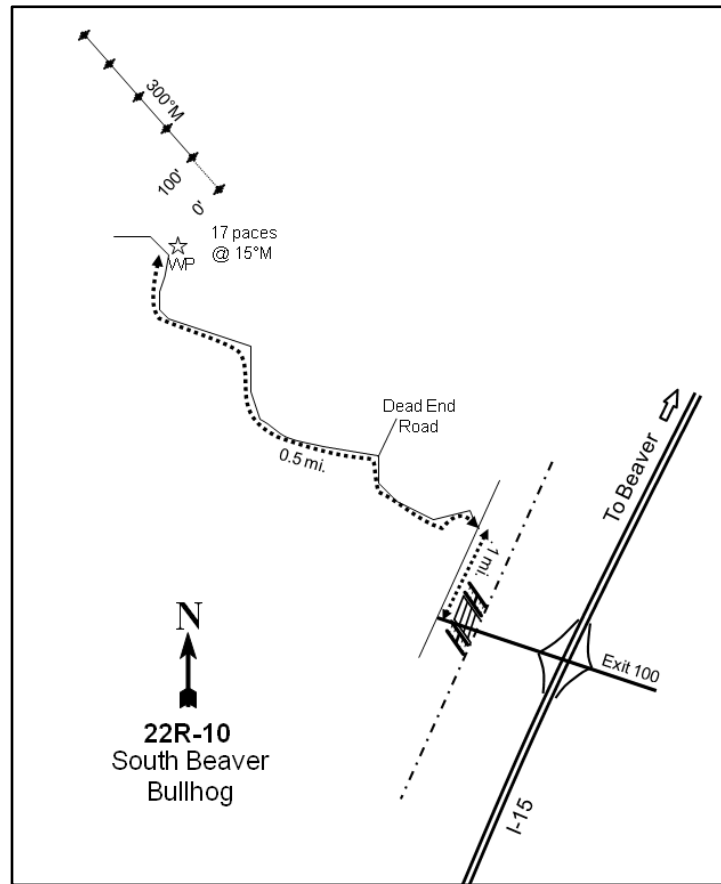 300°M
100'
0'
17 paces
@ 15°M
WP
Dead End
Road
0.5 mi.
To Beaver
.1 mi.
Exit 100
N
22R-10
South Beaver
Bullhog
I-15